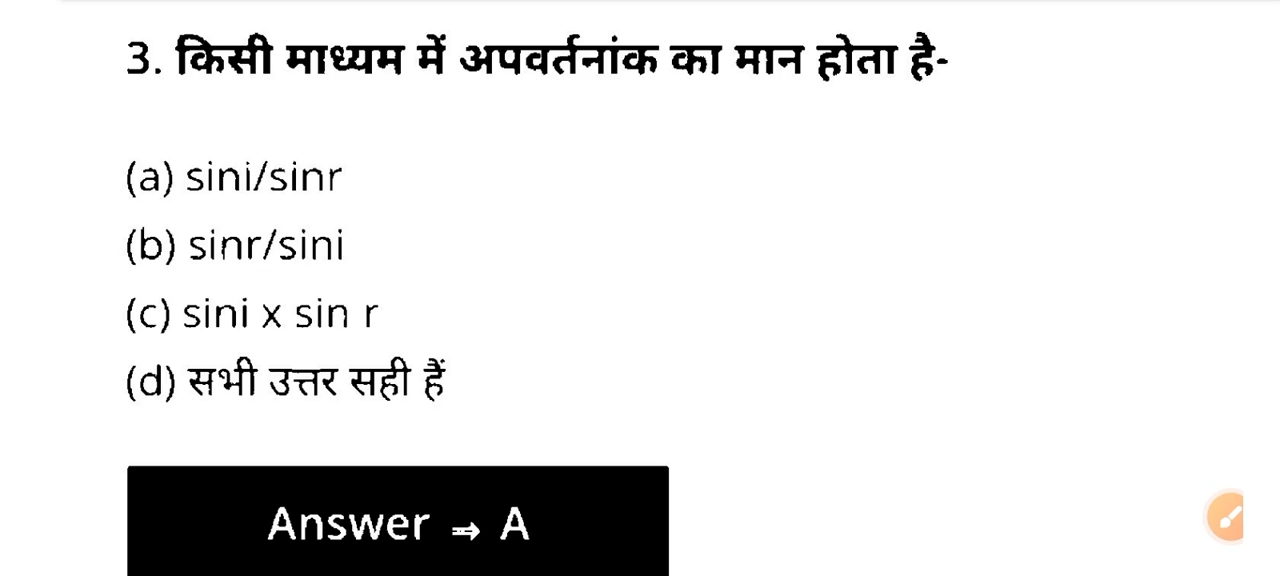 3. किसी माध्यम में अपवर्तनांक का मान होता है-
(a) sini/sinr
(b) sinr/sini
(c) sini x sin r
(d) सभी उत्तर सही हैं
Answer ⇒ A